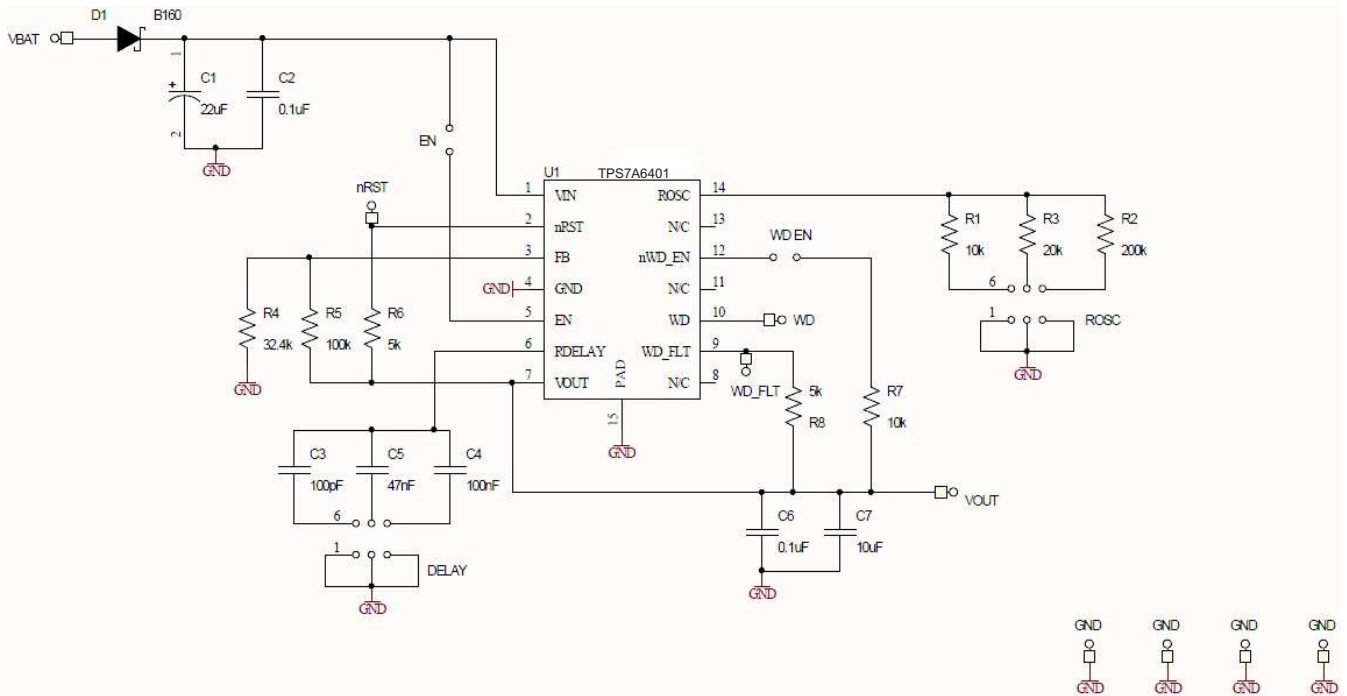 D1 B160
VBAT
1
+ C1 C2
22uF 0.1uF
2
GND
EN
U1 TPS7A6401
nRST
1 VIN ROSC 14
2 nRST N/C 13
3 FB nWD_EN 12
GND 4 GND N/C 11
5 EN WD 10
6 RDELAY WD_FLT 9
7 VOUT PAD N/C 8
15
GND
WD EN
WD
WD_FLT
R1 R3 R2
10k 20k 200k
6
1 ROSC
GND
R4 R5 R6
32.4k 100k 5k
GND
5k R7
R8 10k
C3 C5 C4
100pF 47nF 100nF
6
1
DELAY
GND
VOUT
C6 C7
0.1uF 10uF
GND
GND GND GND GND
GND GND GND GND